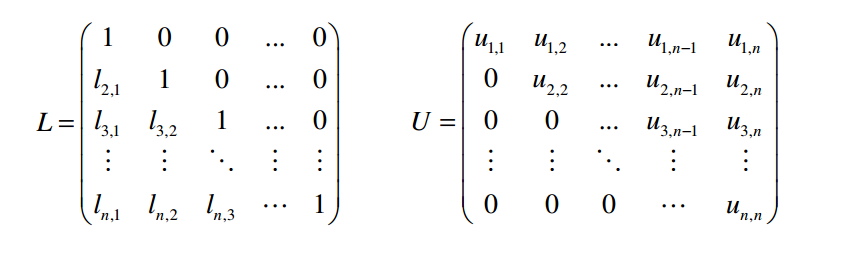 1 0 0 ... 0 u1,1 u1,2 ... u1,n−1 u1,n
l2,1 1 0 ... 0 0 u2,2 ... u2,n−1 u2,n
L = l3,1 l3,2 1 ... 0 U = 0 0 ... u3,n−1 u3,n
⋮ ⋮ ⋱ ⋮ ⋮ ⋮ ⋮ ⋱ ⋮ ⋮
ln,1 ln,2 ln,3 ⋯ 1 0 0 0 ⋯ un,n